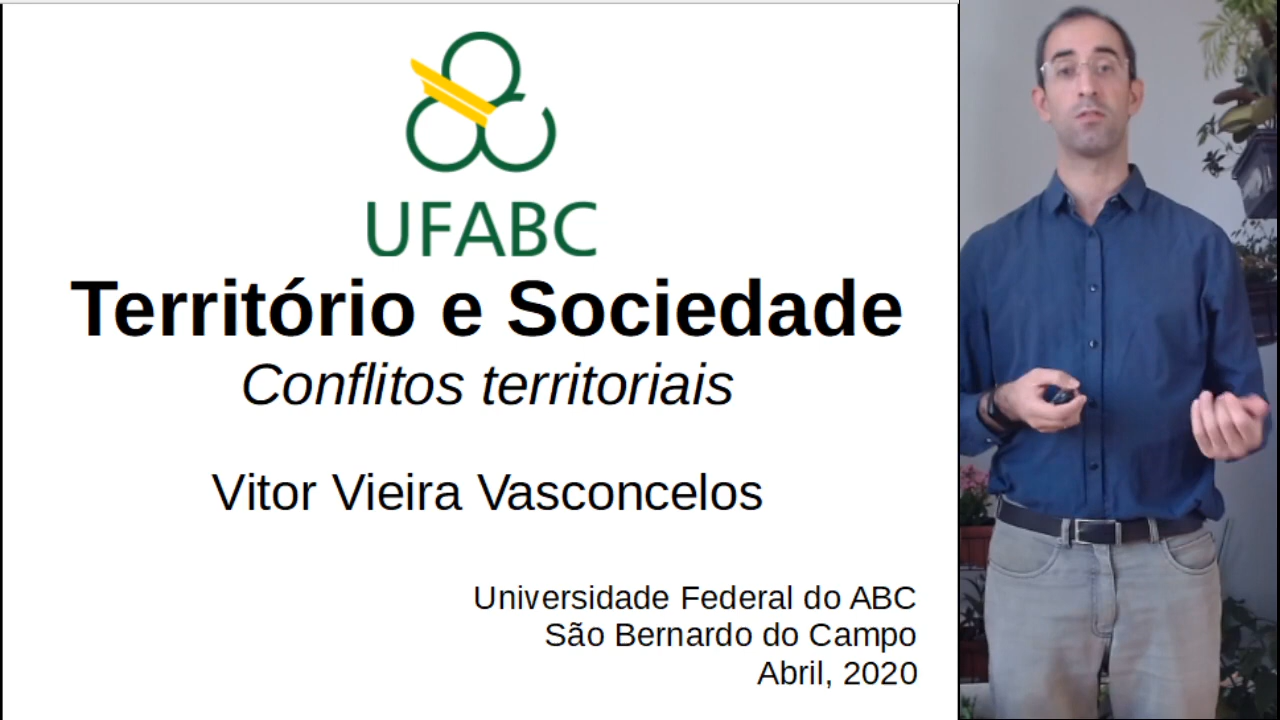 UFABC
Território e Sociedade
Conflitos territoriais
Vitor Vieira Vasconcelos
Universidade Federal do ABC
São Bernardo do Campo
Abril, 2020